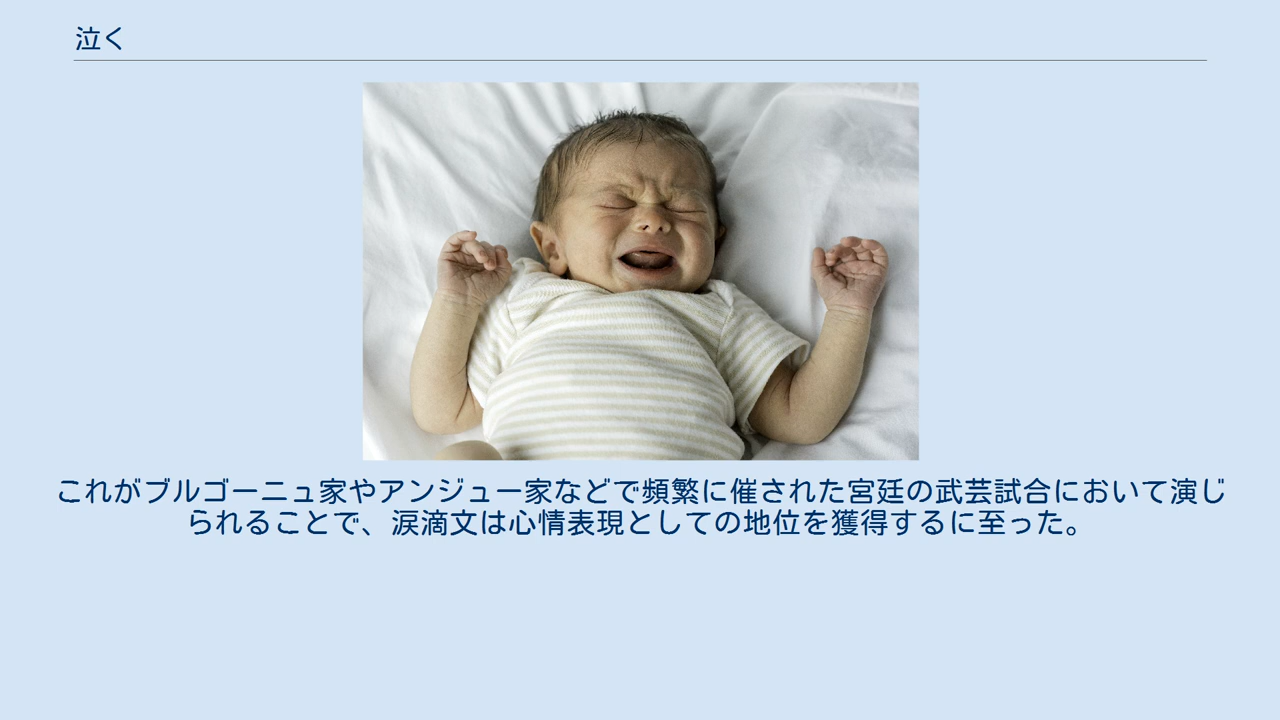 泣く
これがブルゴーニュ家やアンジュー家などで頻繁に催された宮廷の武芸試合において演じ
られることで、涙滴文は心情表現としての地位を獲得するに至った。